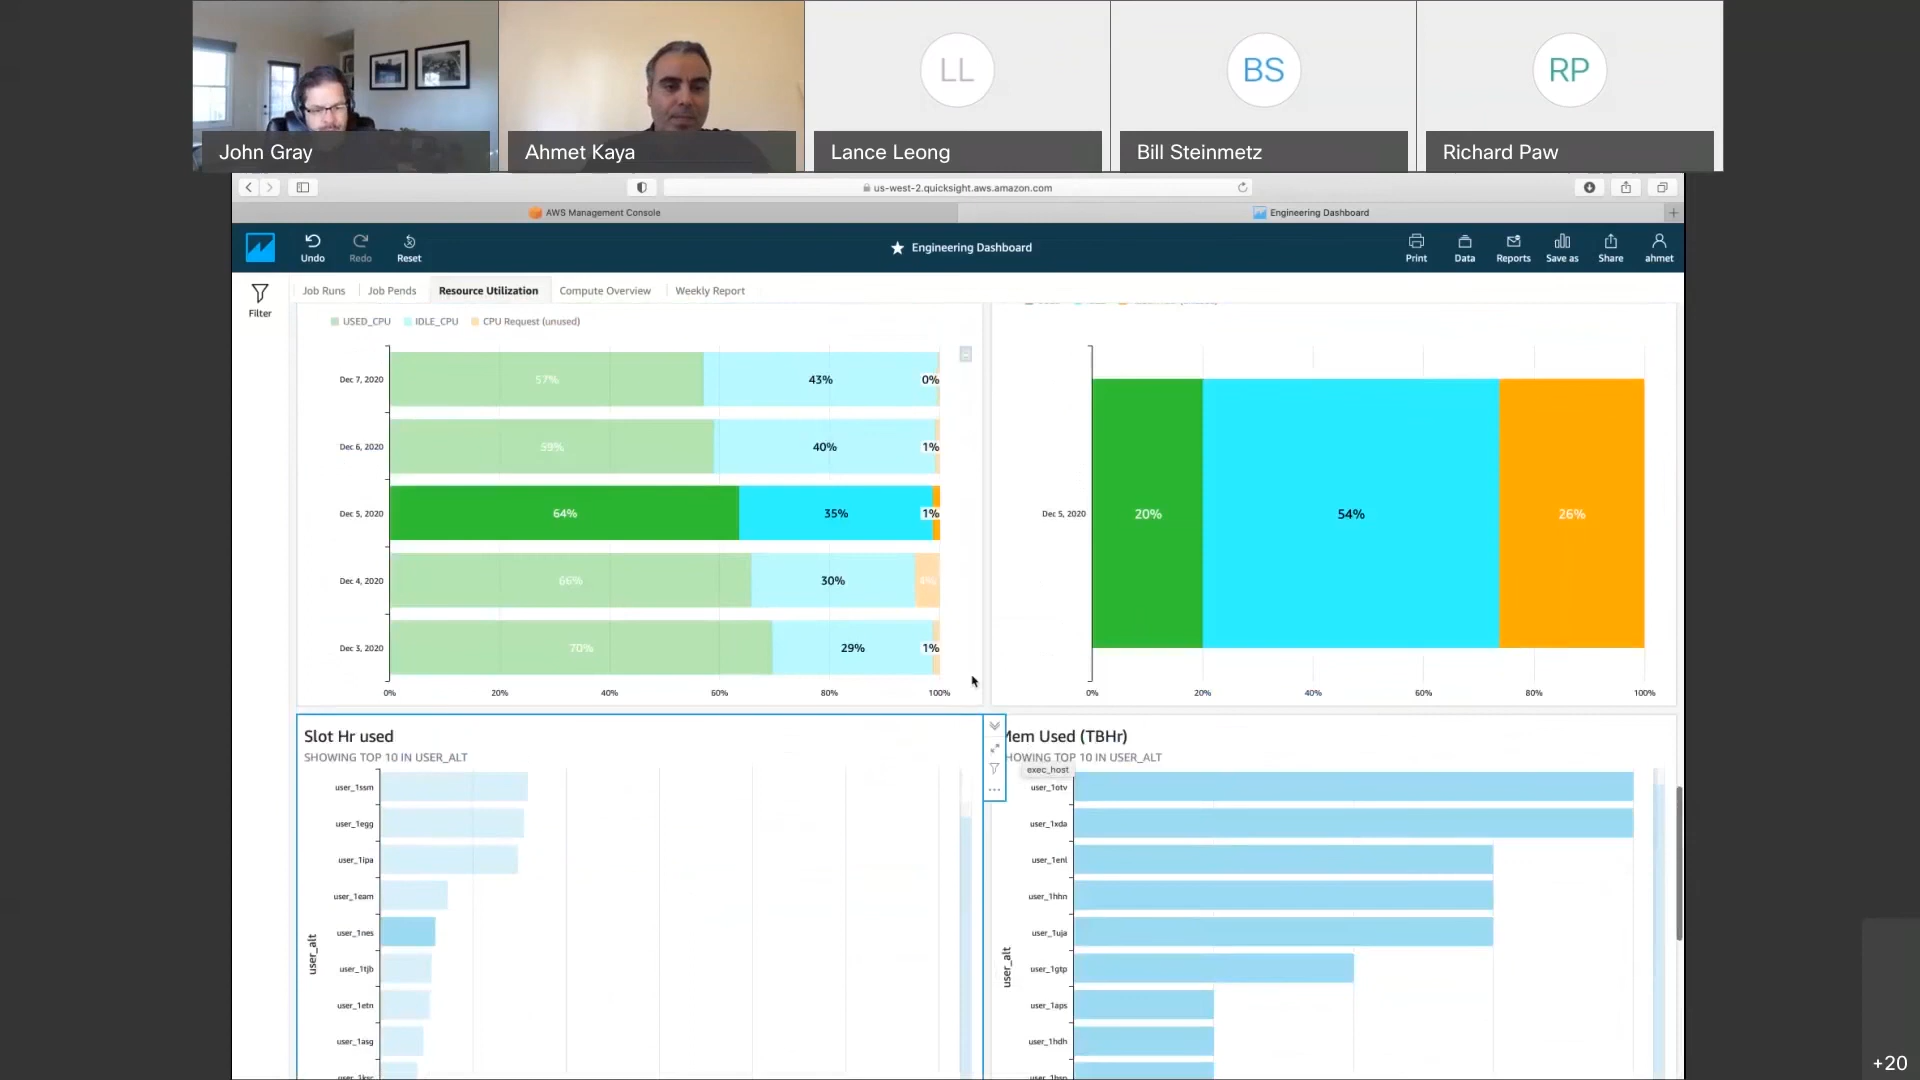 LL
BS
RP
John Gray
Ahmet Kaya
Lance Leong
Bill Steinmetz
Richard Paw
us-west-2.quicksight.aws.amazon.com
AWS Management Console
Engineering Dashboard
Undo
Redo
Reset
Engineering Dashboard
Print
Data
Reports
Save as
Share
ahmet
Filter
Job Runs
Job Pends
Resource Utilization
Compute Overview
Weekly Report
USED_CPU
IDLE_CPU
CPU Request (unused)
Dec 7, 2020
57%
43%
0%
Dec 6, 2020
59%
40%
1%
Dec 5, 2020
64%
35%
1%
Dec 4, 2020
66%
30%
4%
Dec 3, 2020
70%
29%
1%
0%
20%
40%
60%
80%
100%
Dec 5, 2020
20%
54%
26%
0%
20%
40%
60%
80%
100%
Slot Hr used
SHOWING TOP 10 IN USER_ALT
user_alt
user_1ssm
user_1egg
user_1ipa
user_1eam
user_1nes
user_1tjb
user_1etn
user_1asg
Mem Used (TBHr)
HOWING TOP 10 IN USER_ALT
exec_host
user_alt
user_1otv
user_1xda
user_1enl
user_1hhn
user_1uja
user_1gtp
user_1aps
user_1hdh
+20